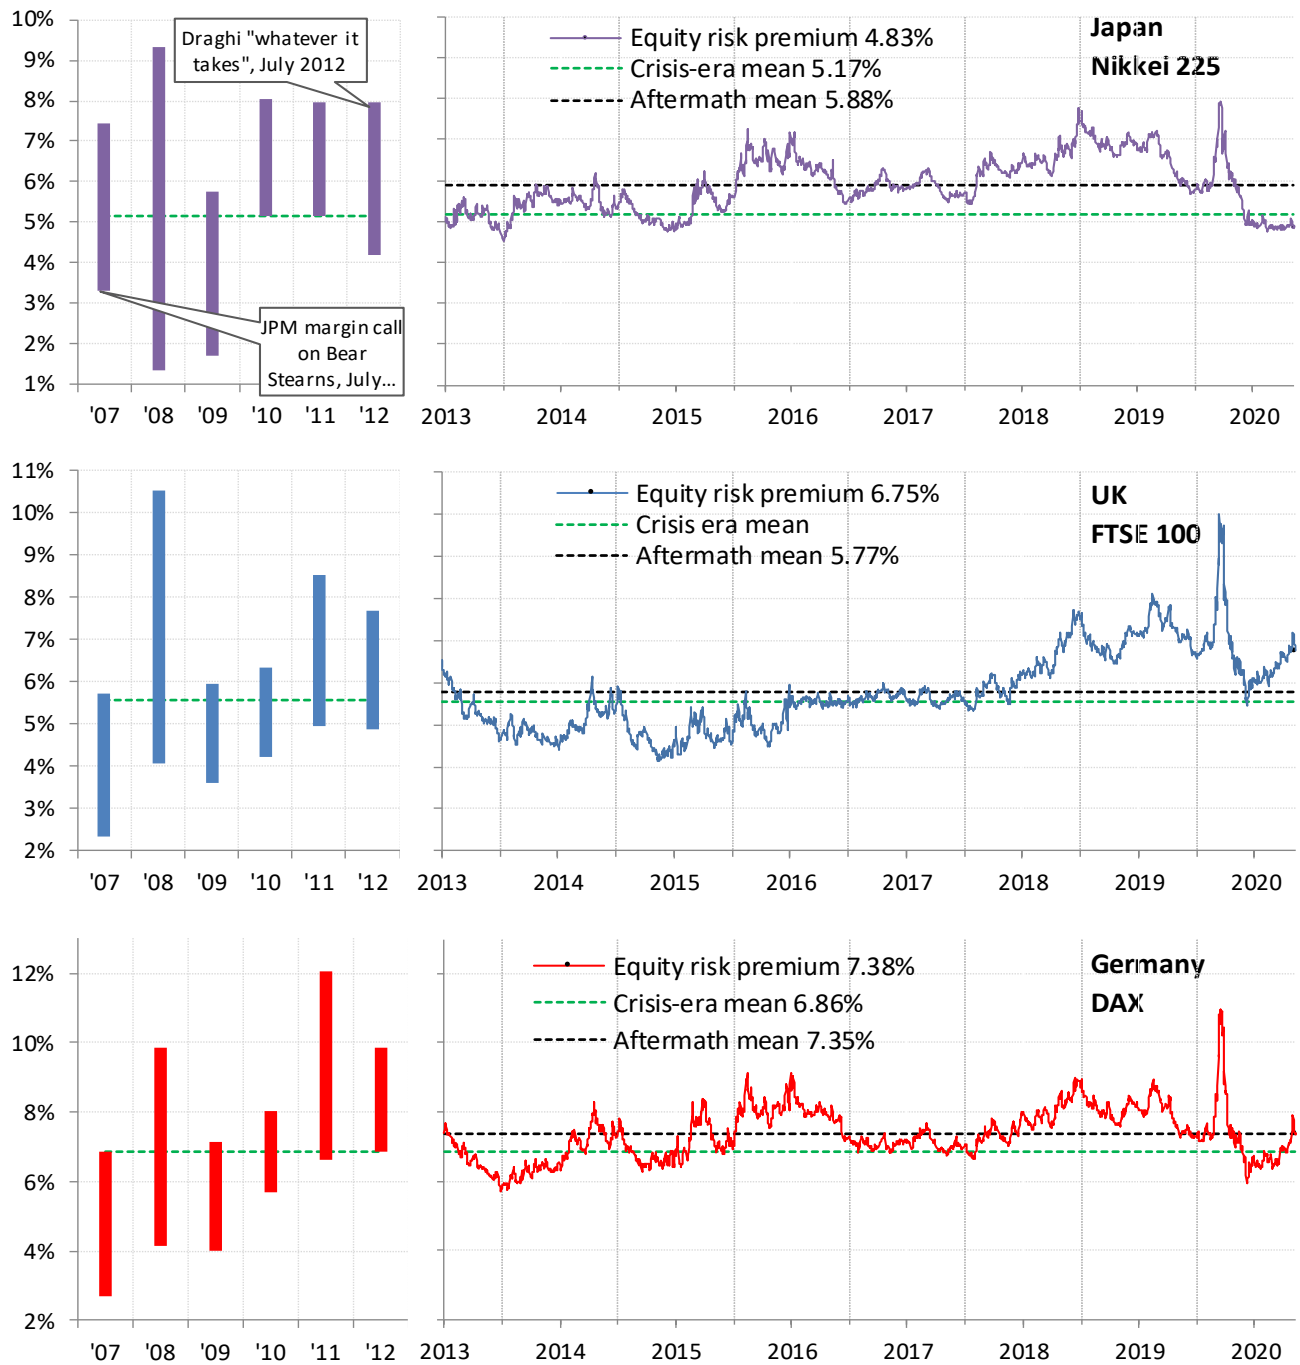 10%
9%
8%
7%
6%
5%
4%
3%
2%
1%
Draghi "whatever it
takes", July 2012
JPM margin call
on Bear
Stearns, July...
'07 '08 '09 '10 '11 '12
Equity risk premium 4.83%
Crisis-era mean 5.17%
Aftermath mean 5.88%
Japan
Nikkei 225
2013 2014 2015 2016 2017 2018 2019 2020
11%
10%
9%
8%
7%
6%
5%
4%
3%
2%
'07 '08 '09 '10 '11 '12
Equity risk premium 6.75%
Crisis era mean
Aftermath mean 5.77%
UK
FTSE 100
2013 2014 2015 2016 2017 2018 2019 2020
12%
10%
8%
6%
4%
2%
'07 '08 '09 '10 '11 '12
Equity risk premium 7.38%
Crisis-era mean 6.86%
Aftermath mean 7.35%
Germany
DAX
2013 2014 2015 2016 2017 2018 2019 2020